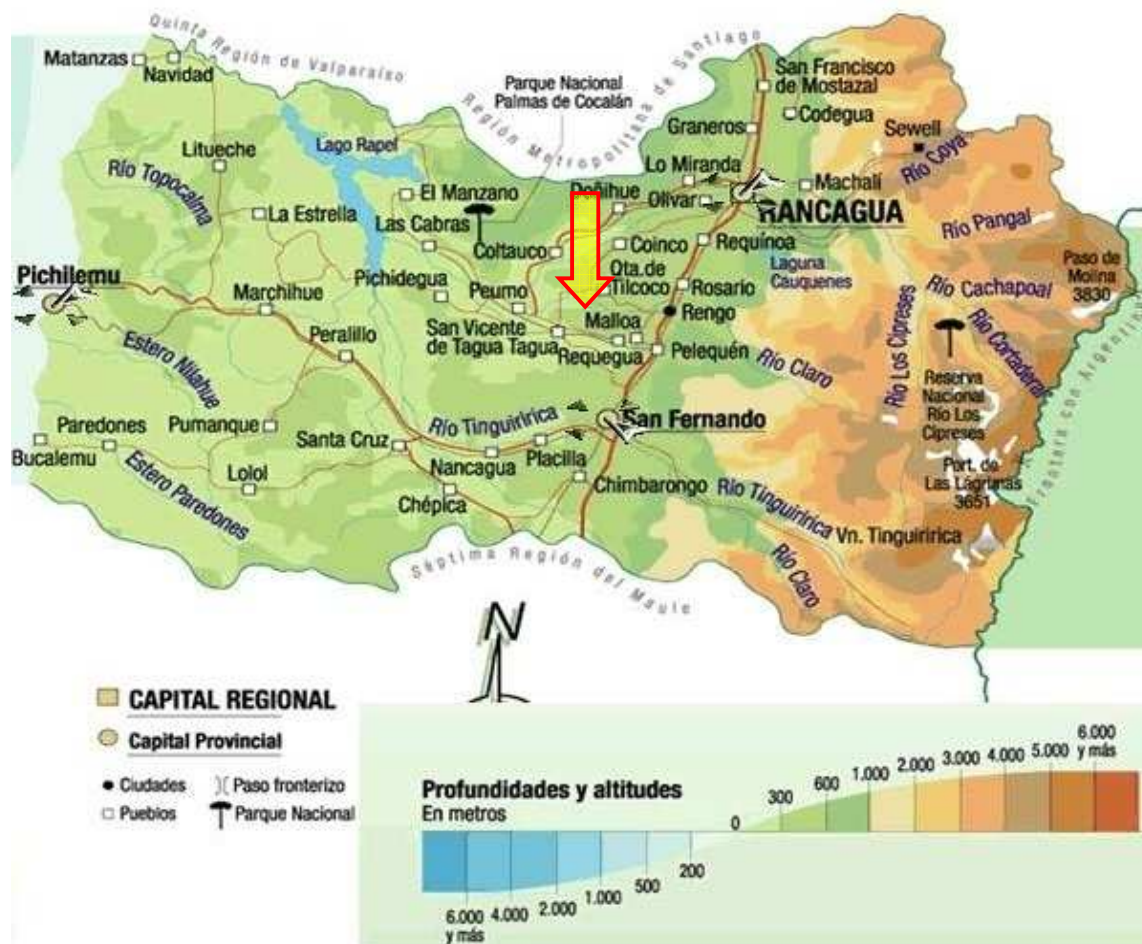 Quinta Región de Valparaíso
Región Metropolitana de Santiago
Matanzas
Navidad
Parque Nacional
Palmas de Cocalán
San Francisco
de Mostazal
Codegua
Graneros
Sewell
Lago Rapel
Litueche
Río Topocalma
Lo Miranda
Río Coya
Machalí
El Manzano
Doñihue
Olivar
RANCAGUA
La Estrella
Las Cabras
Río Pangal
Coltauco
Coinco
Requínoa
Laguna
Cauquenes
Paso de
Molina
3830
Pichilemu
Pichidegua
Qta. de
Tilcoco
Rosario
Río Cachapoal
Marchihue
Peumo
Rengo
Malloa
San Vicente
de Tagua Tagua
Requegua
Pelequén
Peralillo
Río Claro
Río Los Cipreses
Río Cortaderal
Estero Nilahue
Reserva
Nacional
Río Los
Cipreses
Frontera con Argentina
Paredones
Bucalemu
Pumanque
Santa Cruz
Río Tinguiririca
San Fernando
Nancagua
Placilla
Lolol
Estero Paredones
Chépica
Chimbarongo
Río Tinguiririca
Port. de
Las Lágrimas
3651
Vn. Tinguiririca
Río Claro
Séptima Región del Maule
N
CAPITAL REGIONAL
Capital Provincial
Ciudades
Paso fronterizo
Pueblos
Parque Nacional
Profundidades y altitudes
En metros
6.000
y más
4.000
2.000
1.000
500
200
0
300
600
1.000
2.000
3.000
4.000
5.000
6.000
y más